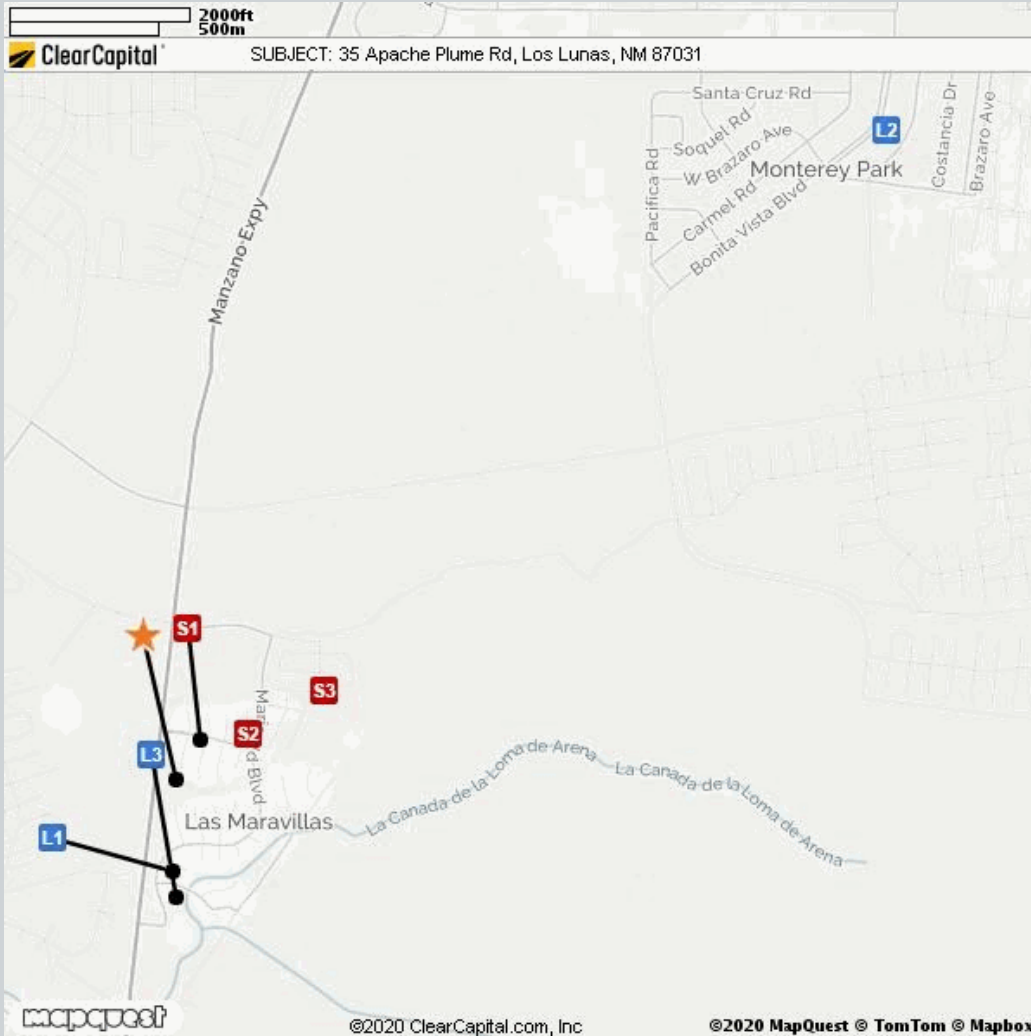 2000ft
500m
ClearCapital
SUBJECT: 35 Apache Plume Rd, Los Lunas, NM 87031
Santa Cruz Rd
Soquel Rd
W Brazaro Ave
L2
Monterey Park
Costancia Dr
Brazaro Ave
Pacifica Rd
Carmel Rd
Bonita Vista Blvd
Manzano Expy
S1
S3
S2
L3
d Blvd
La Canada de la Loma de Arena
La Canada de la Loma de Arena
Las Maravillas
L1
mapquest
©2020 ClearCapital.com, Inc
©2020 MapQuest © TomTom © Mapbox